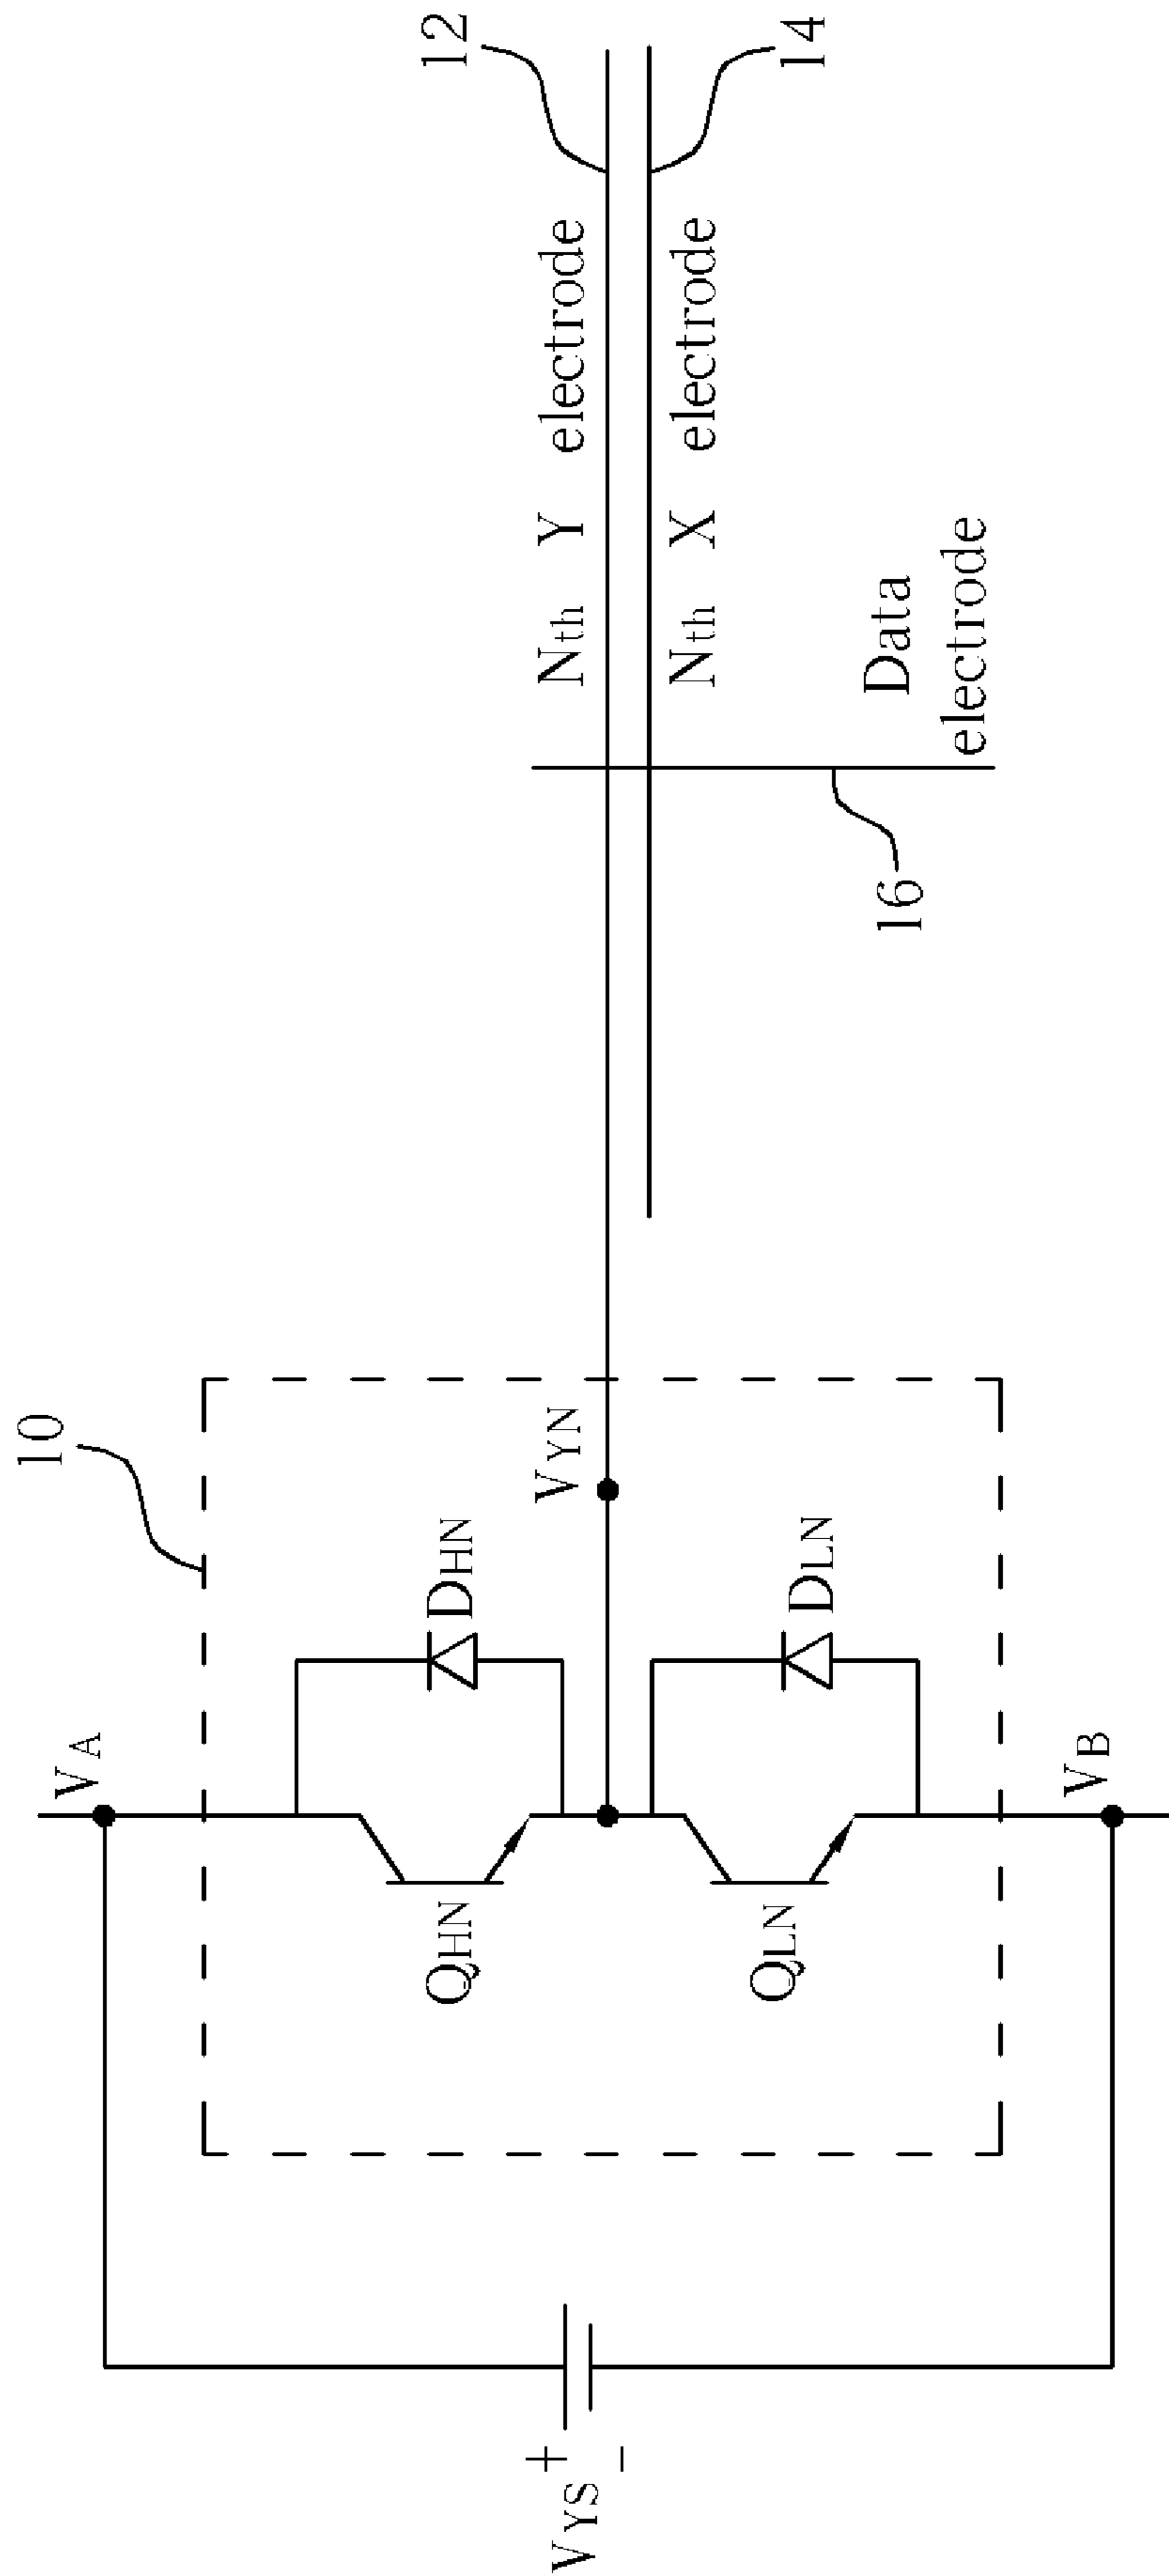 10
12
VA
DHN
QHN
Nth Y electrode
VYS
+
-
VYN
Nth X electrode
14
DLN
QLN
Data
electrode
16
VB